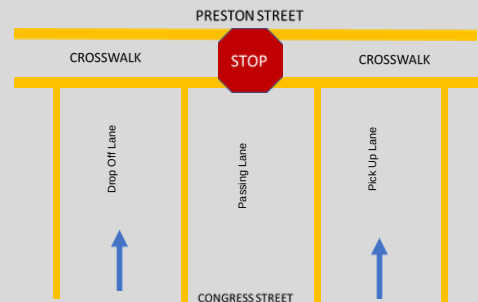 PRESTON STREET
CROSSWALK
STOP
CROSSWALK
Drop Off Lane
Passing Lane
Pick Up Lane
CONGRESS STREET